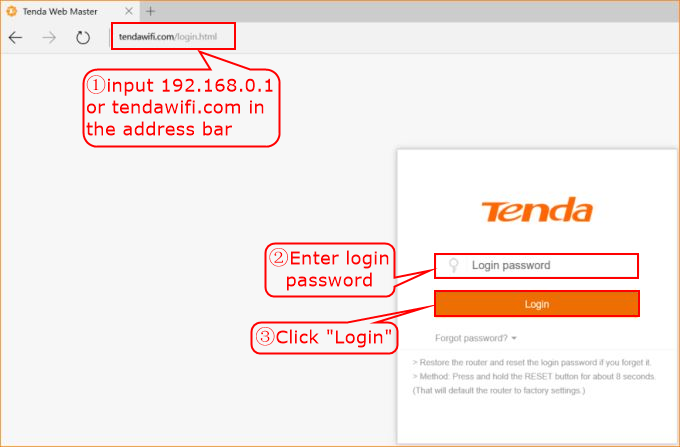 Tenda Web Master
tendawifi.com/login.html
①input 192.168.0.1
or tendawifi.com in
the address bar
Tenda
②Enter login
password
Login password
Login
③Click "Login"
Forgot password?
> Restore the router and reset the login password if you forget it.
> Method: Press and hold the RESET button for about 8 seconds.
(That will default the router to factory settings.)